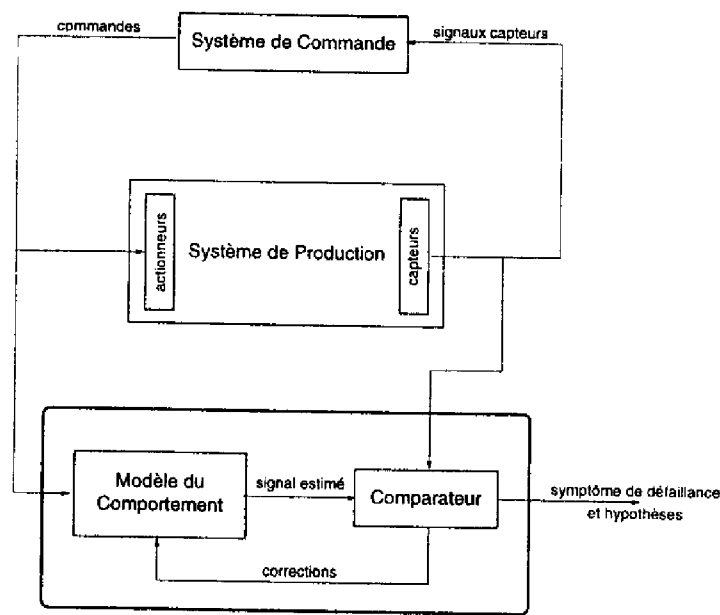 commandes
Système de Commande
signaux capteurs
actionneurs
Système de Production
capteurs
Modèle du
Comportement
signal estimé
Comparateur
symptôme de défaillance
et hypothèses
corrections